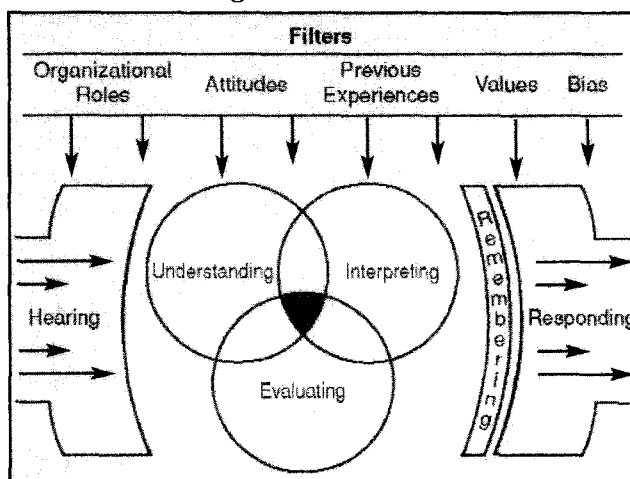 Filters
Organizational Roles
Attitudes
Previous Experiences
Values
Bias
Hearing
Understanding
Interpreting
Evaluating
Remembering
Responding